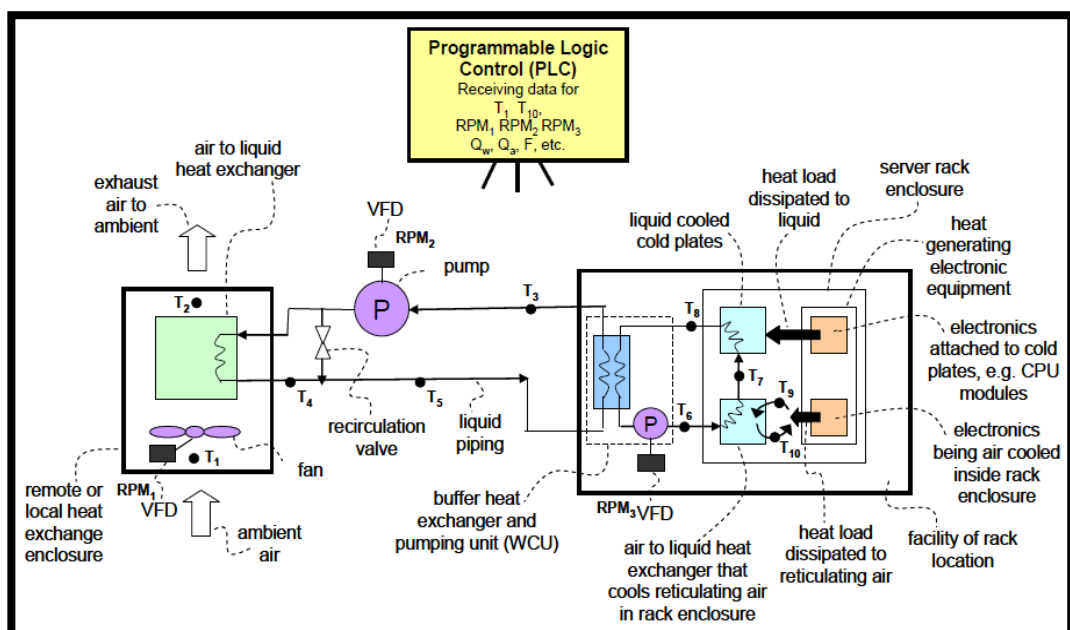 Programmable Logic
Control (PLC)
Receiving data for
T1 T10,
RPM1 RPM2 RPM3
Qw, Qa, F, etc.
air to liquid
heat exchanger
exhaust
air to
ambient
VFD
RPM2
pump
P
liquid cooled
cold plates
heat load
dissipated to
liquid
server rack
enclosure
heat
generating
electronic
equipment
electronics
attached to cold
plates, e.g. CPU
modules
T2
T3
T8
T7
T9
T4
T5
T6
P
T10
recirculation
valve
liquid
piping
fan
T1
RPM1
VFD
remote or
local heat
exchange
enclosure
ambient
air
buffer heat
exchanger and
pumping unit (WCU)
RPM3
VFD
air to liquid heat
exchanger that
cools reticulating air
in rack enclosure
heat load
dissipated to
reticulating air
electronics
being air cooled
inside rack
enclosure
facility of rack
location